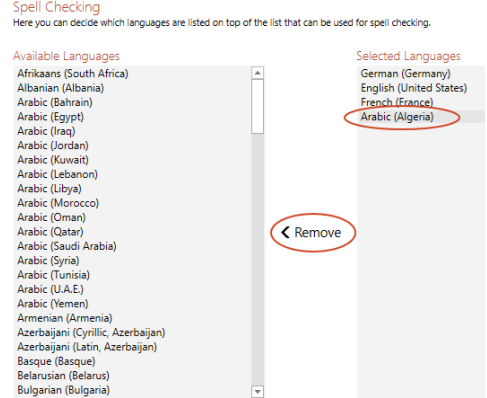 Spell Checking
Here you can decide which languages are listed on top of the list that can be used for spell checking.
Available Languages
Afrikaans (South Africa)
Albanian (Albania)
Arabic (Bahrain)
Arabic (Egypt)
Arabic (Iraq)
Arabic (Jordan)
Arabic (Kuwait)
Arabic (Lebanon)
Arabic (Libya)
Arabic (Morocco)
Arabic (Oman)
Arabic (Qatar)
Arabic (Saudi Arabia)
Arabic (Syria)
Arabic (Tunisia)
Arabic (U.A.E.)
Arabic (Yemen)
Armenian (Armenia)
Azerbaijani (Cyrillic, Azerbaijan)
Azerbaijani (Latin, Azerbaijan)
Basque (Basque)
Belarusian (Belarus)
Bulgarian (Bulgaria)
Remove
Selected Languages
German (Germany)
English (United States)
French (France)
Arabic (Algeria)